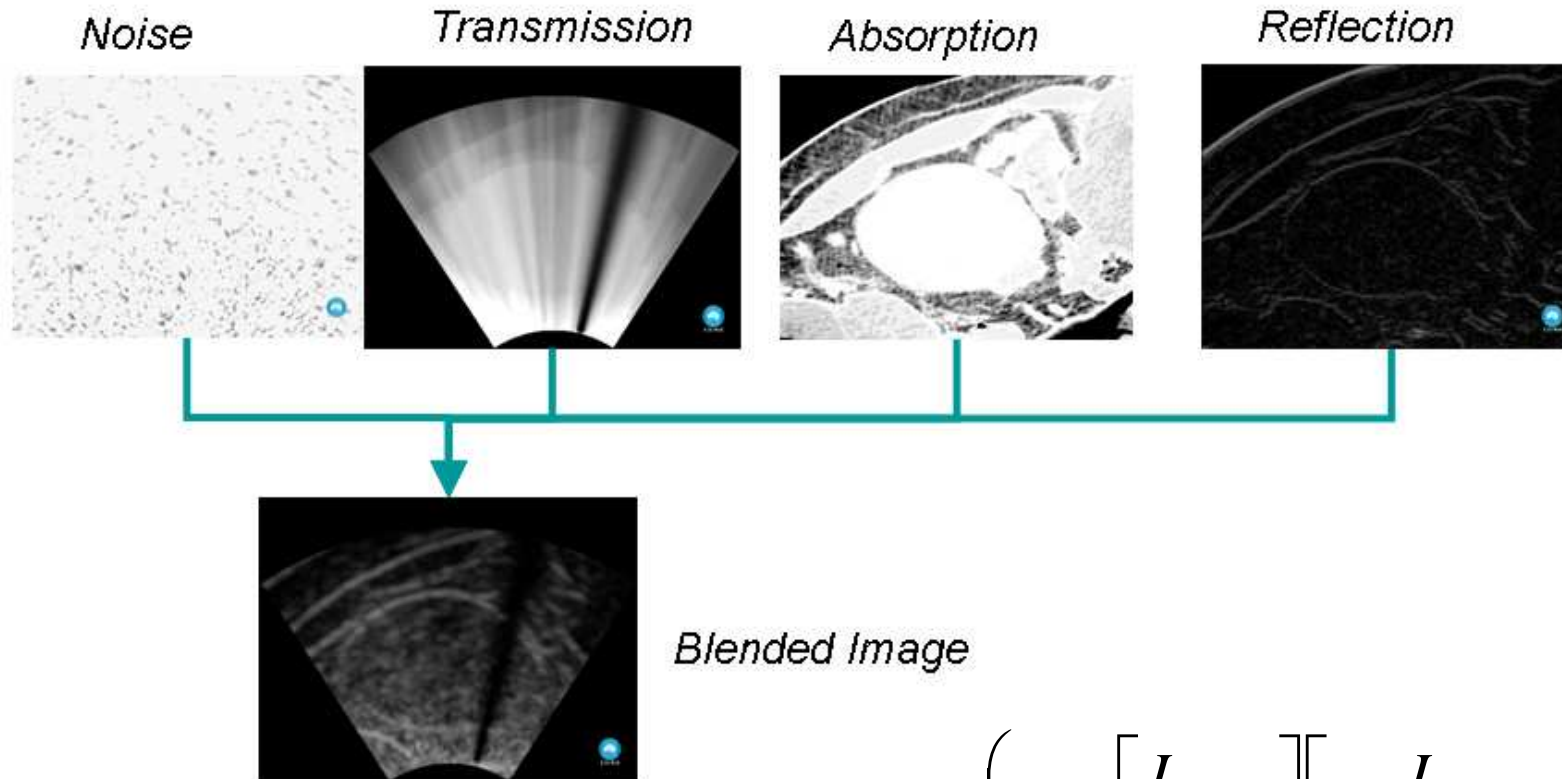 Noise
Transmission
Absorption
Reflection
Blended Image